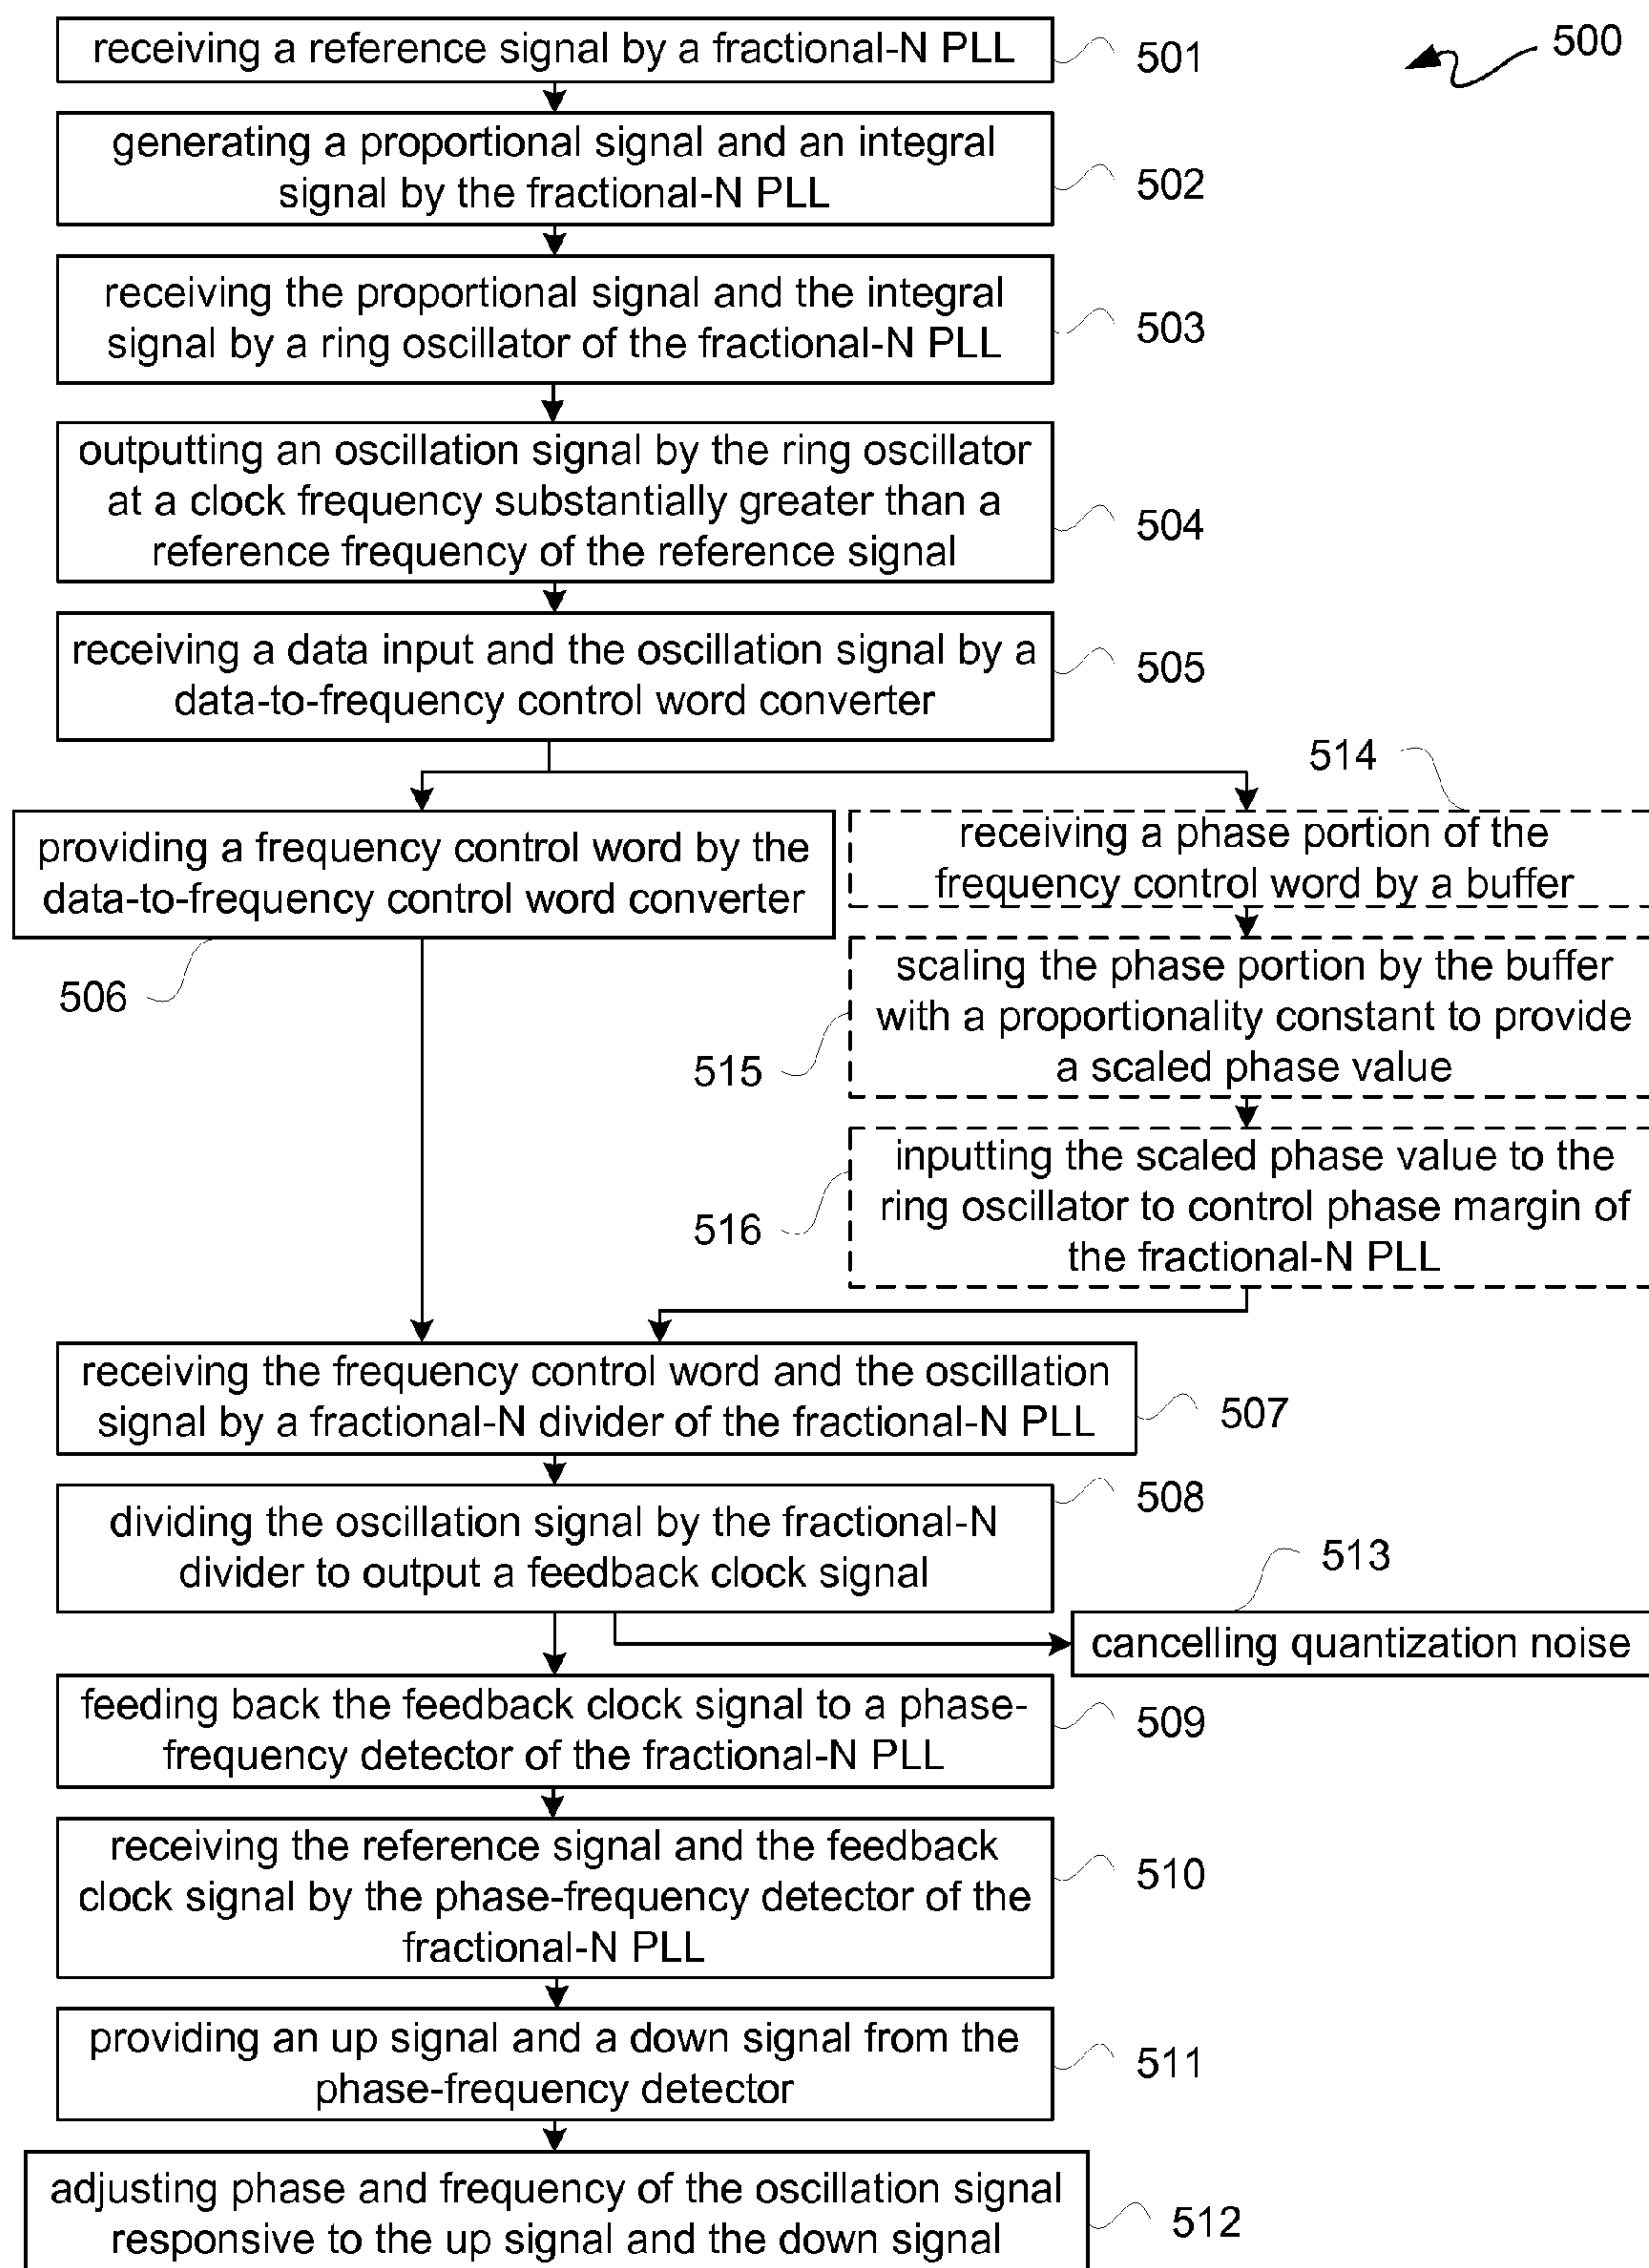 500
receiving a reference signal by a fractional-N PLL
501
generating a proportional signal and an integral
signal by the fractional-N PLL
502
receiving the proportional signal and the integral
signal by a ring oscillator of the fractional-N PLL
503
outputting an oscillation signal by the ring oscillator
at a clock frequency substantially greater than a
reference frequency of the reference signal
504
receiving a data input and the oscillation signal by a
data-to-frequency control word converter
505
providing a frequency control word by the
data-to-frequency control word converter
506
514
receiving a phase portion of the
frequency control word by a buffer
scaling the phase portion by the buffer
with a proportionality constant to provide
a scaled phase value
515
inputting the scaled phase value to the
ring oscillator to control phase margin of
the fractional-N PLL
516
receiving the frequency control word and the oscillation
signal by a fractional-N divider of the fractional-N PLL
507
dividing the oscillation signal by the fractional-N
divider to output a feedback clock signal
508
513
cancelling quantization noise
feeding back the feedback clock signal to a phase-
frequency detector of the fractional-N PLL
509
receiving the reference signal and the feedback
clock signal by the phase-frequency detector of the
fractional-N PLL
510
providing an up signal and a down signal from the
phase-frequency detector
511
adjusting phase and frequency of the oscillation signal
responsive to the up signal and the down signal
512